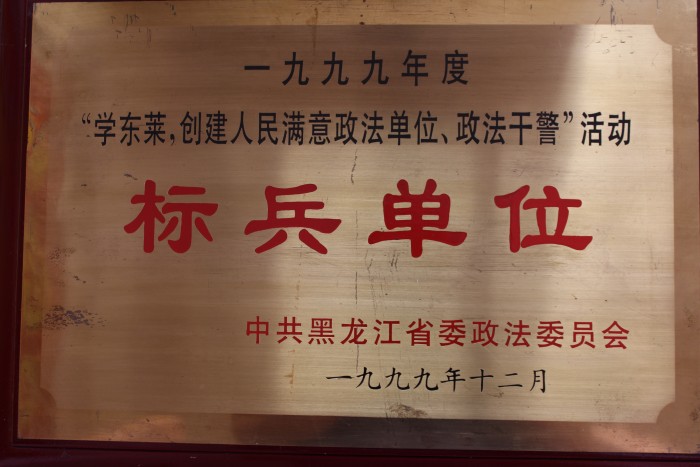 一九九九年度
“学东莱,创建人民满意政法单位、政法干警”活动
标兵单位
中共黑龙江省委政法委员会
一九九九年十二月